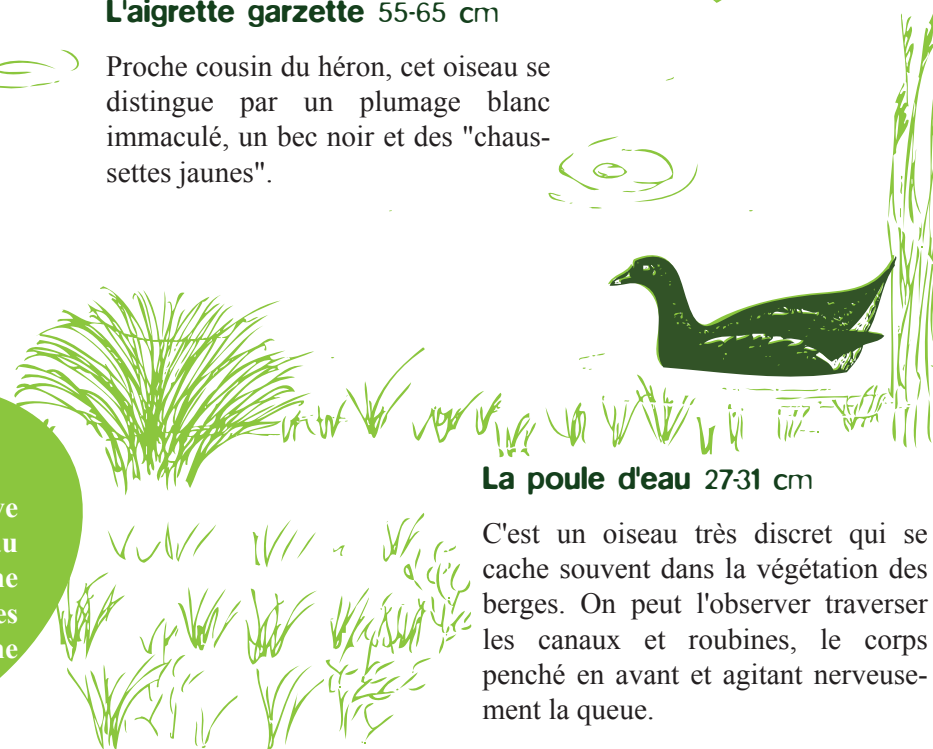 L'aigrette garzette 55-65 cm
Proche cousin du héron, cet oiseau se
distingue par un plumage blanc
immaculé, un bec noir et des "chaus-
settes jaunes".
La poule d'eau 27-31 cm
C'est un oiseau très discret qui se
cache souvent dans la végétation des
berges. On peut l'observer traverser
les canaux et roubines, le corps
penché en avant et agitant nerveuse-
ment la queue.